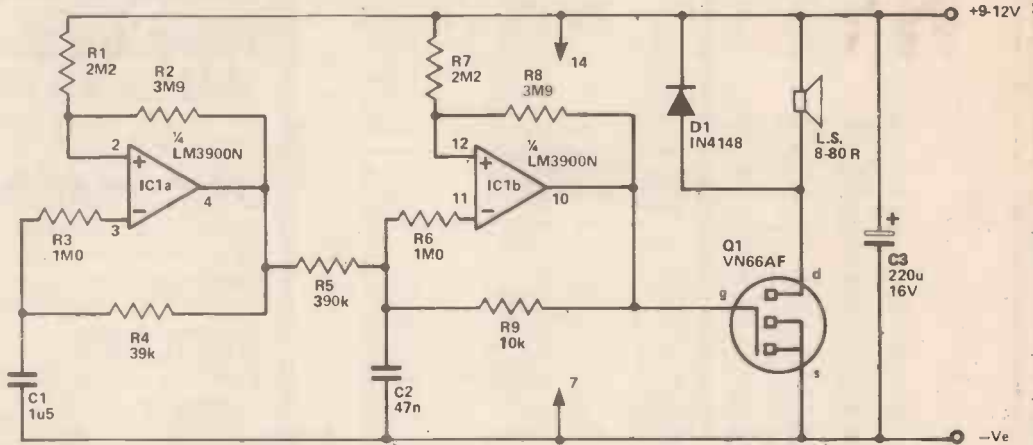 +9-12V
R1
2M2
R2
3M9
¼
LM3900N
2
+
IC1a
4
−
3
R3
1M0
R4
39k
C1
1u5
R5
390k
R7
2M2
R8
3M9
14
¼
LM3900N
12
+
IC1b
10
11
−
R6
1M0
R9
10k
C2
47n
7
D1
IN4148
L.S.
8-80 R
Q1
VN66AF
d
g
s
+
C3
220u
16V
−Ve